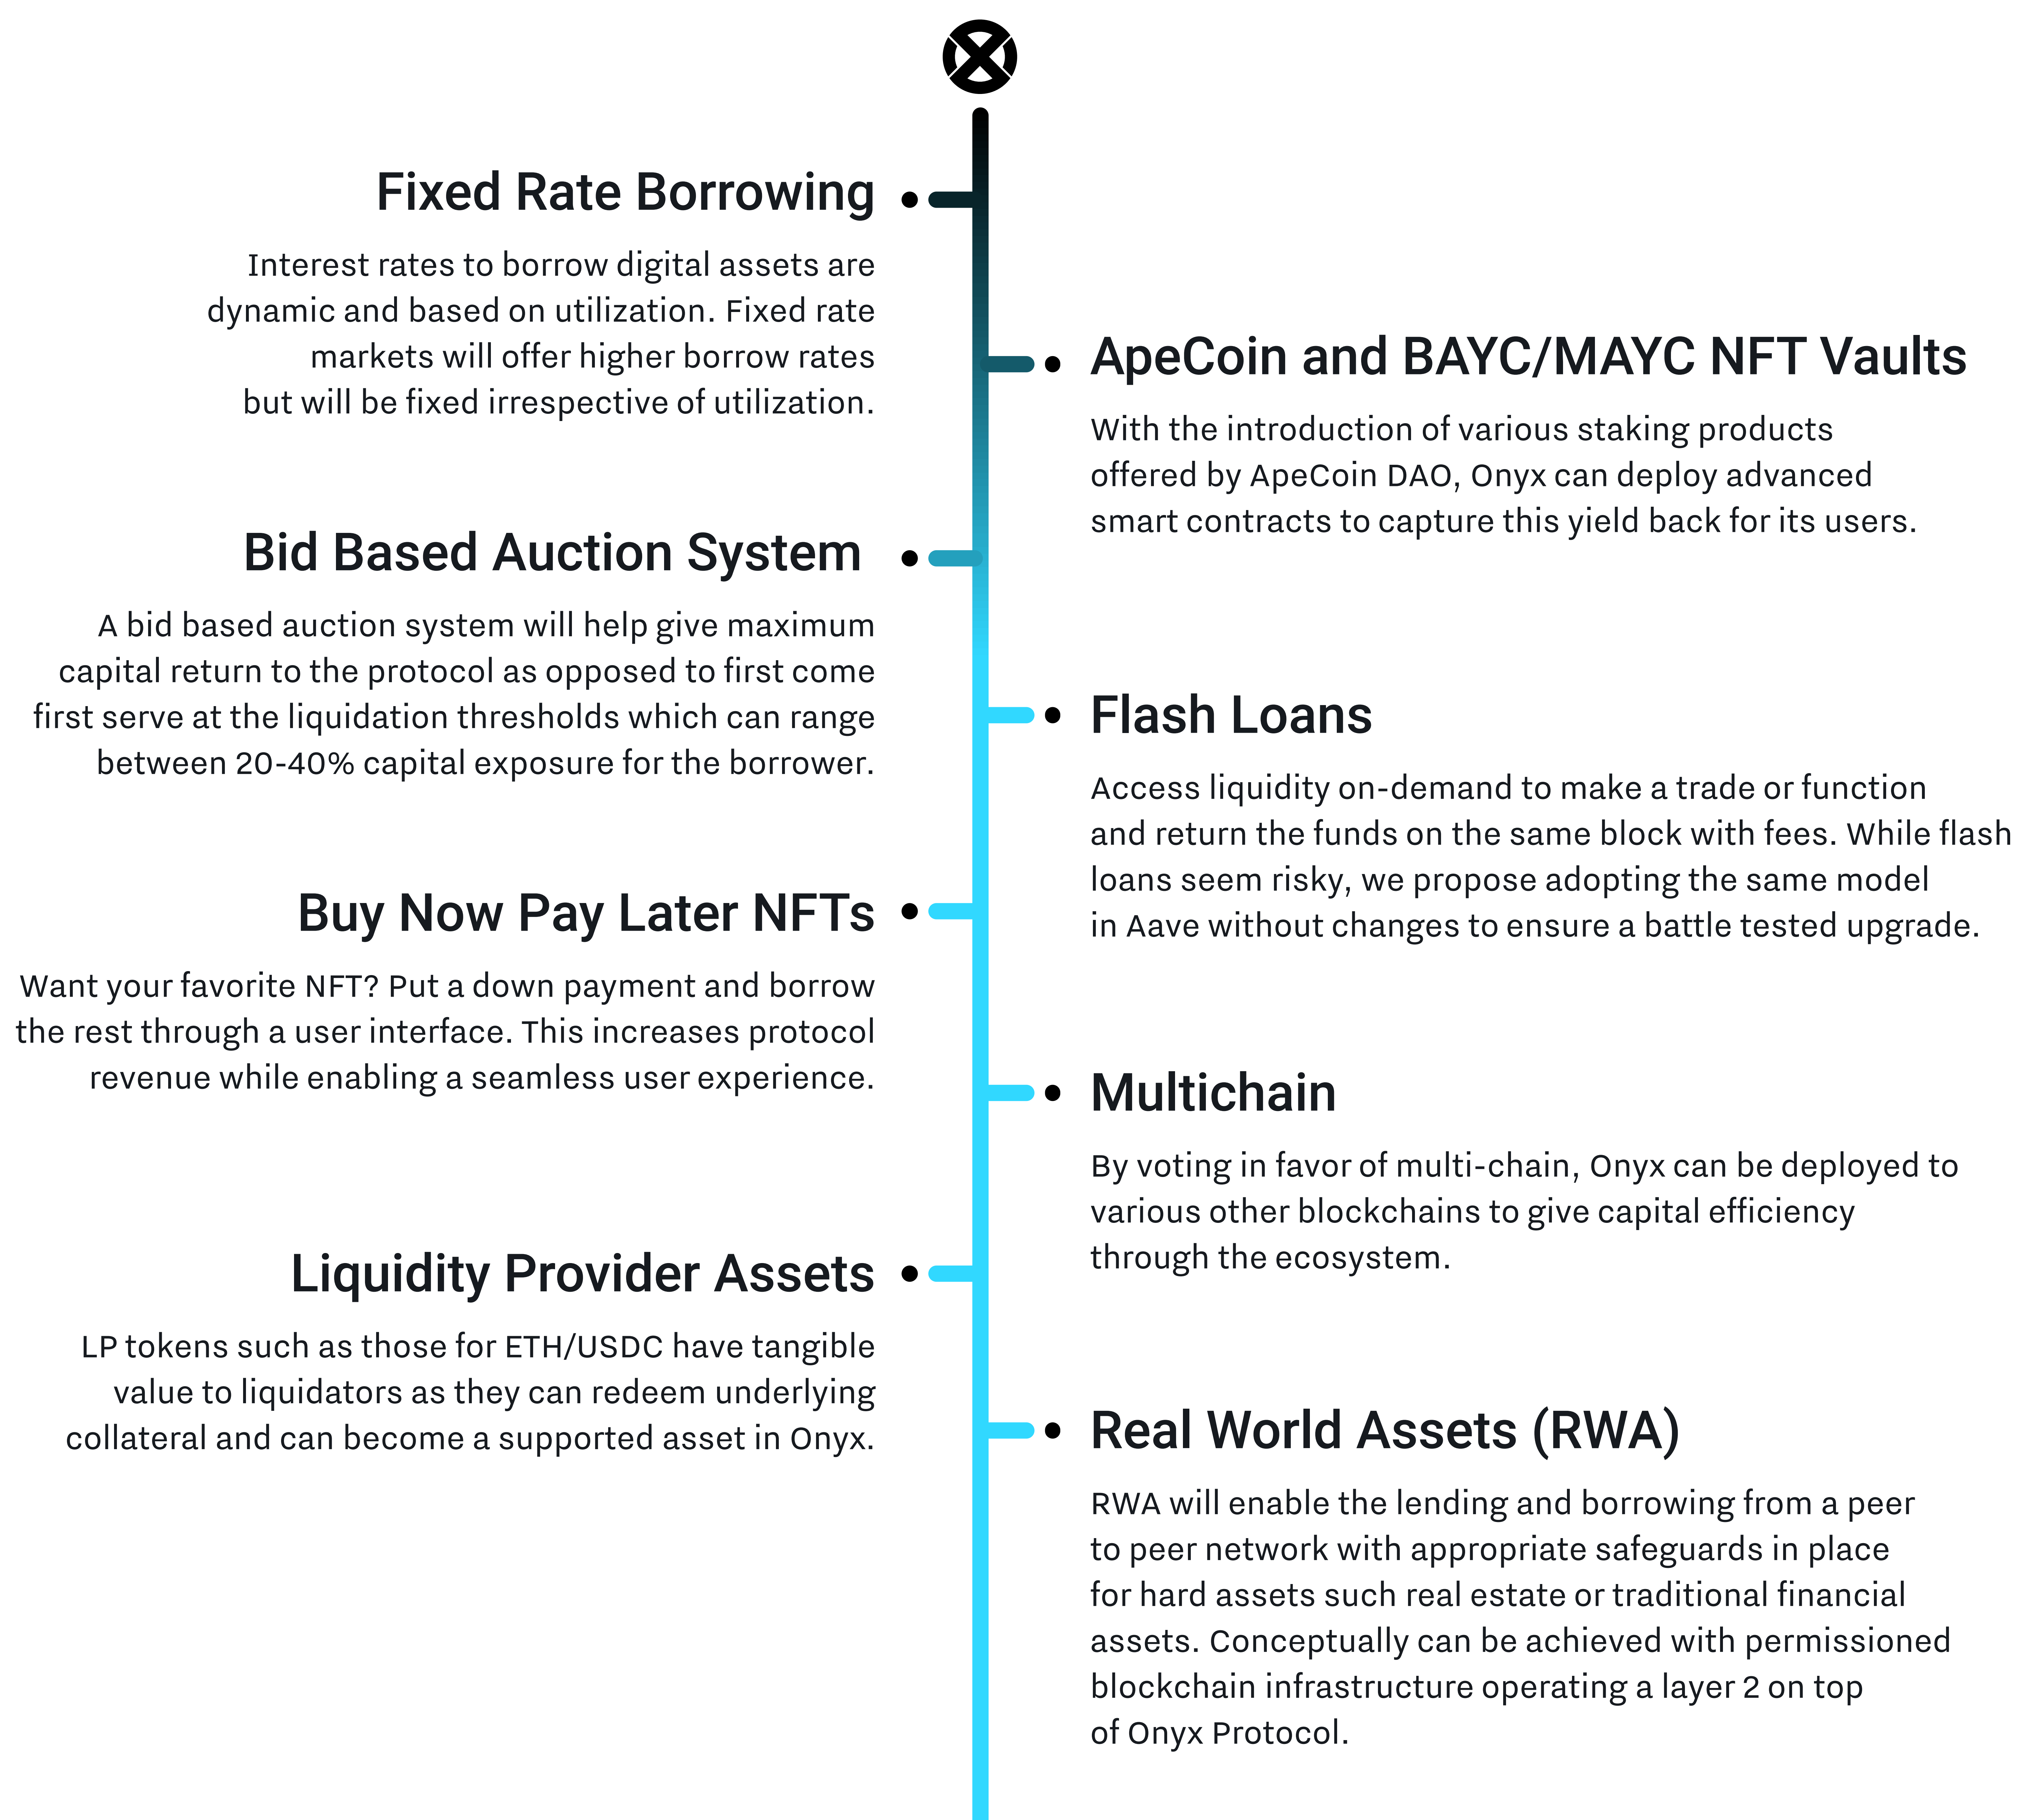 Fixed Rate Borrowing
Interest rates to borrow digital assets are
dynamic and based on utilization. Fixed rate
markets will offer higher borrow rates
but will be fixed irrespective of utilization.
ApeCoin and BAYC/MAYC NFT Vaults
With the introduction of various staking products
offered by ApeCoin DAO, Onyx can deploy advanced
smart contracts to capture this yield back for its users.
Bid Based Auction System
A bid based auction system will help give maximum
capital return to the protocol as opposed to first come
first serve at the liquidation thresholds which can range
between 20-40% capital exposure for the borrower.
Flash Loans
Access liquidity on-demand to make a trade or function
and return the funds on the same block with fees. While flash
loans seem risky, we propose adopting the same model
in Aave without changes to ensure a battle tested upgrade.
Buy Now Pay Later NFTs
Want your favorite NFT? Put a down payment and borrow
the rest through a user interface. This increases protocol
revenue while enabling a seamless user experience.
Multichain
By voting in favor of multi-chain, Onyx can be deployed to
various other blockchains to give capital efficiency
through the ecosystem.
Liquidity Provider Assets
LP tokens such as those for ETH/USDC have tangible
value to liquidators as they can redeem underlying
collateral and can become a supported asset in Onyx.
Real World Assets (RWA)
RWA will enable the lending and borrowing from a peer
to peer network with appropriate safeguards in place
for hard assets such real estate or traditional financial
assets. Conceptually can be achieved with permissioned
blockchain infrastructure operating a layer 2 on top
of Onyx Protocol.